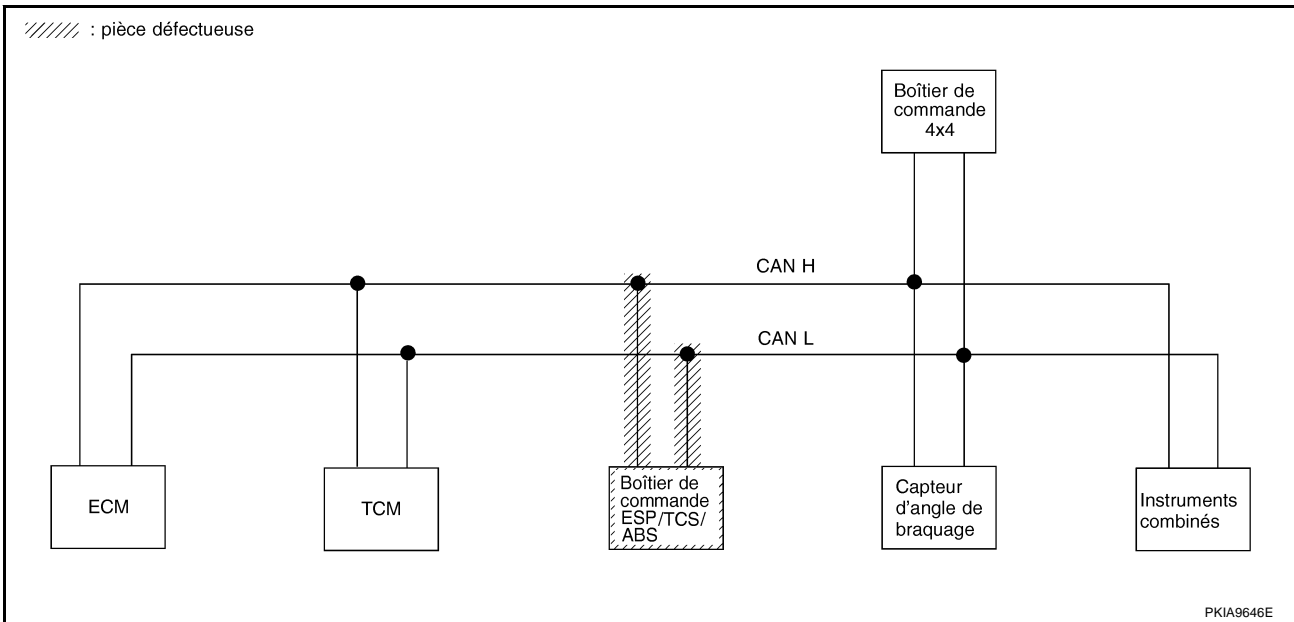 : pièce défectueuse
Boîtier de
commande
4x4
CAN H
CAN L
ECM
TCM
Boîtier de
commande
ESP/TCS/
ABS
Capteur
d'angle de
braquage
Instruments
combinés
PKIA9646E